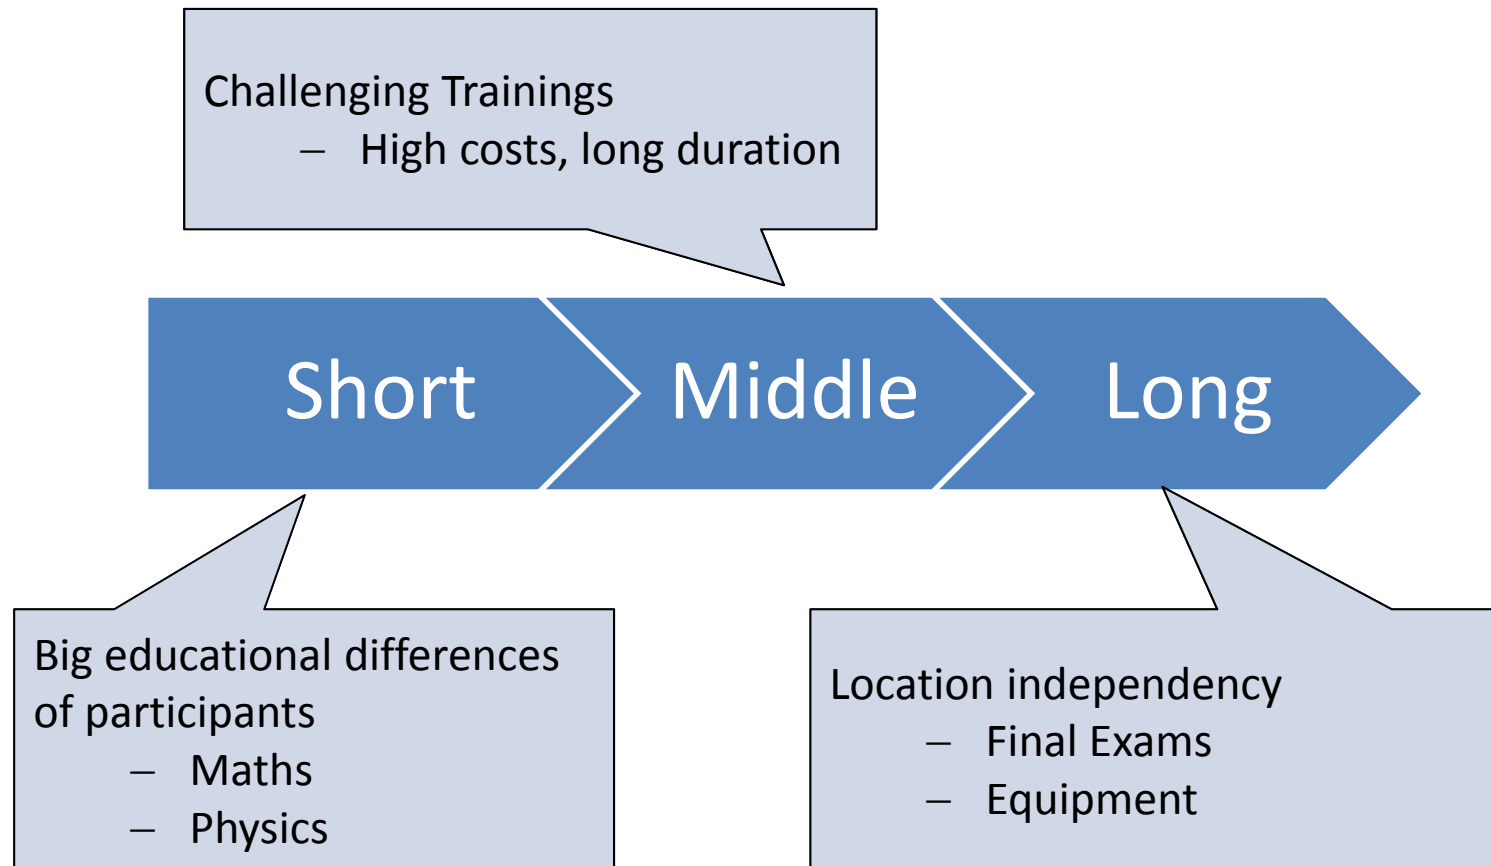 Challenging Trainings
– High costs, long duration
Short
Middle
Long
Big educational differences
of participants
– Maths
– Physics
Location independency
– Final Exams
– Equipment